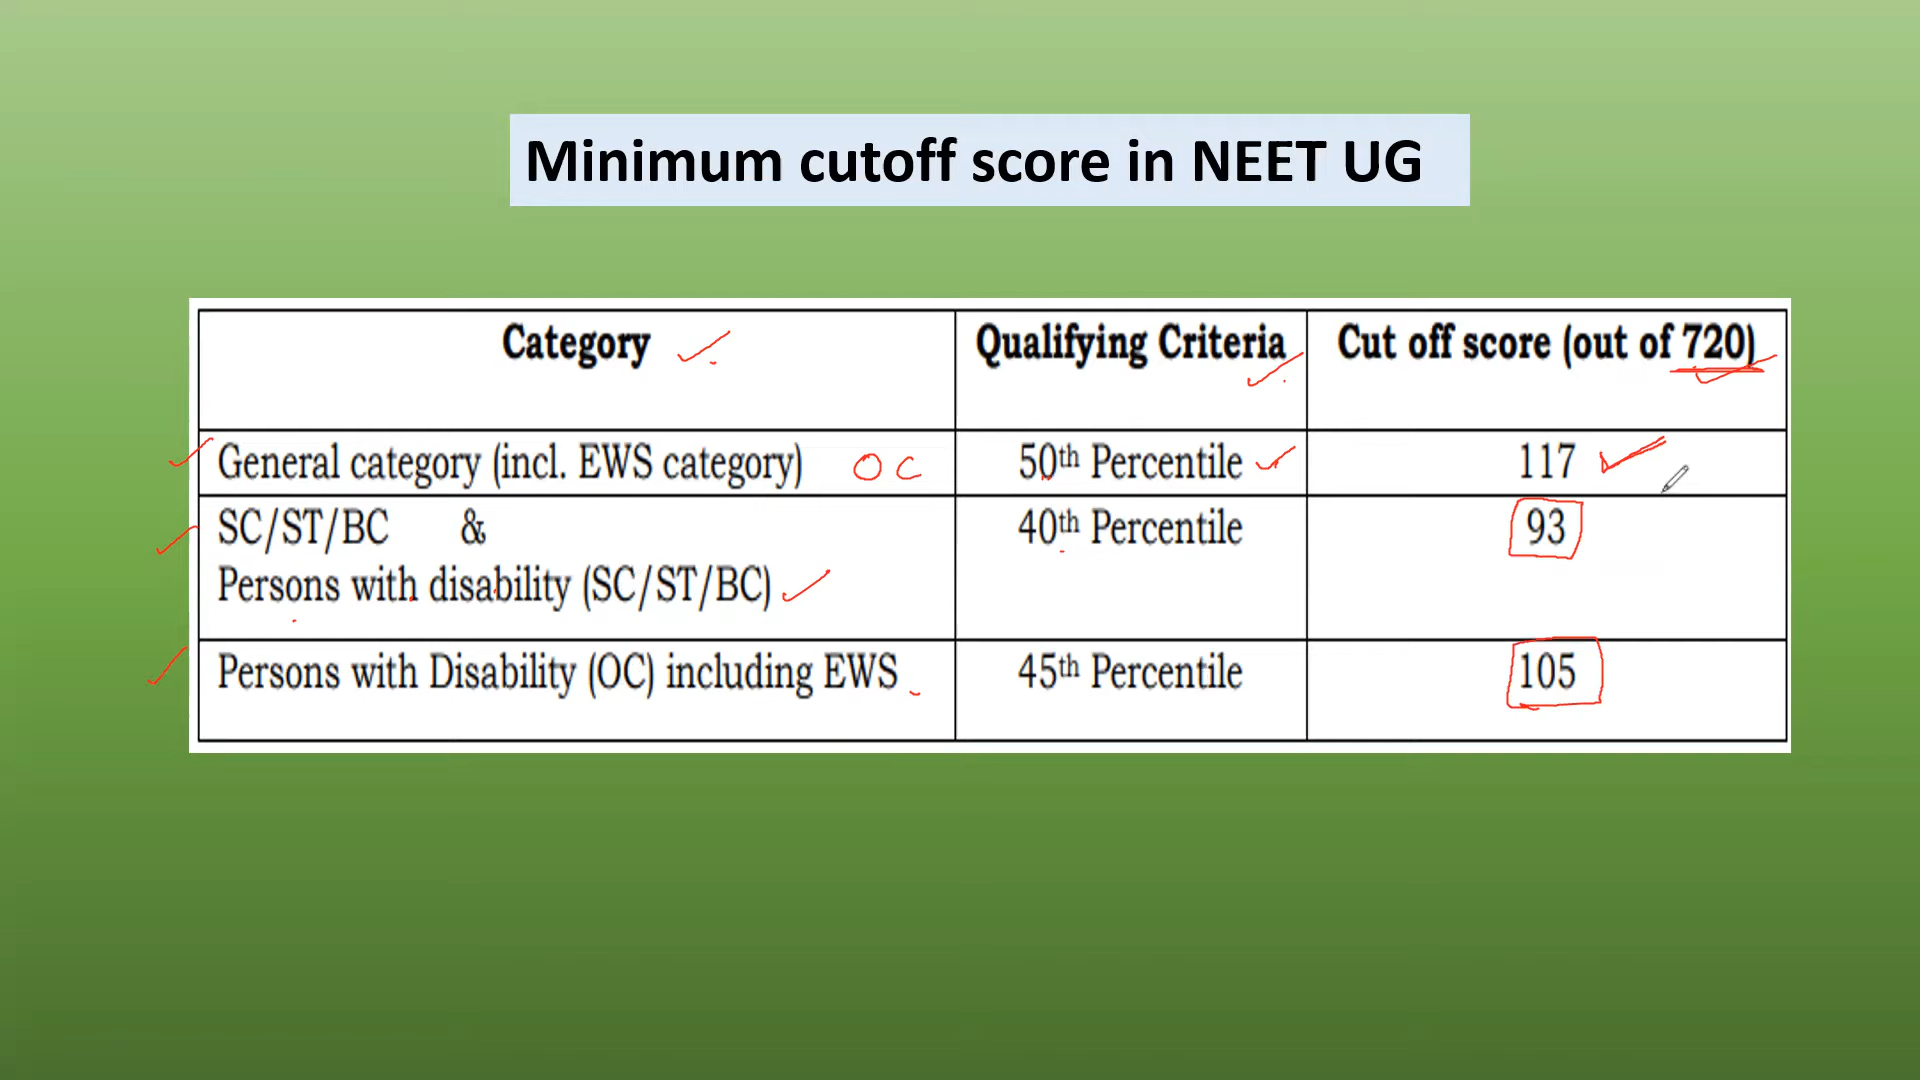 Minimum cutoff score in NEET UG
Category Qualifying Criteria Cut off score (out of 720)
General category (incl. EWS category) OC 50th Percentile 117
SC/ST/BC & 40th Percentile 93
Persons with disability (SC/ST/BC)
Persons with Disability (OC) including EWS 45th Percentile 105